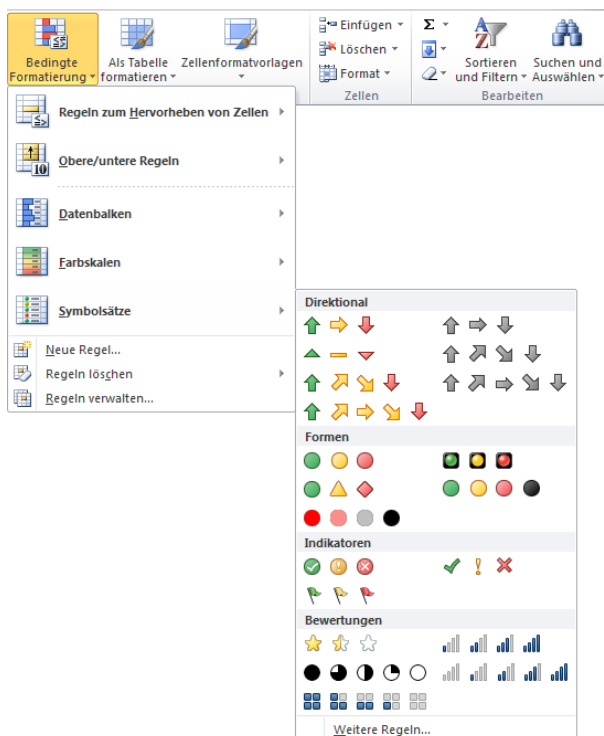 Bedingte Formatierung
Als Tabelle formatieren
Zellenformatvorlagen
Einfügen
Löschen
Format
Zellen
Σ
A
Z
Sortieren und Filtern
Suchen und Auswählen
Bearbeiten
Regeln zum Hervorheben von Zellen
10
Obere/untere Regeln
Datenbalken
Farbskalen
Symbolsätze
Neue Regel...
Regeln löschen
Regeln verwalten...
Direktional
Formen
Indikatoren
Bewertungen
Weitere Regeln...